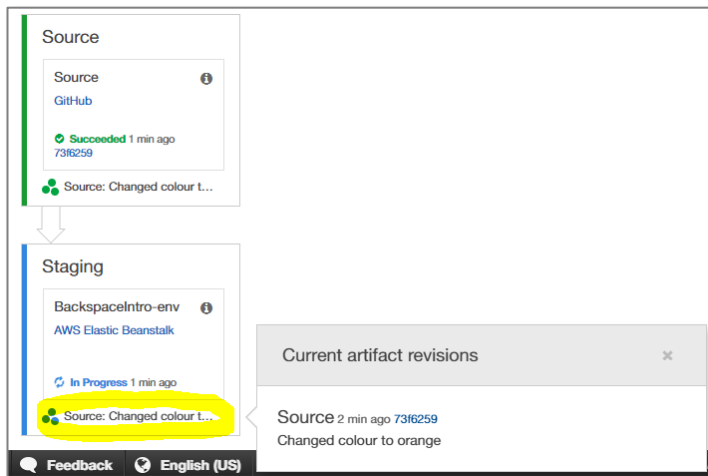 Source
Source
GitHub
Succeeded 1 min ago
73f6259
Source: Changed colour t...
Staging
BackspaceIntro-env
AWS Elastic Beanstalk
In Progress 1 min ago
Source: Changed colour t...
Current artifact revisions
Source 2 min ago 73f6259
Changed colour to orange
Feedback English (US)